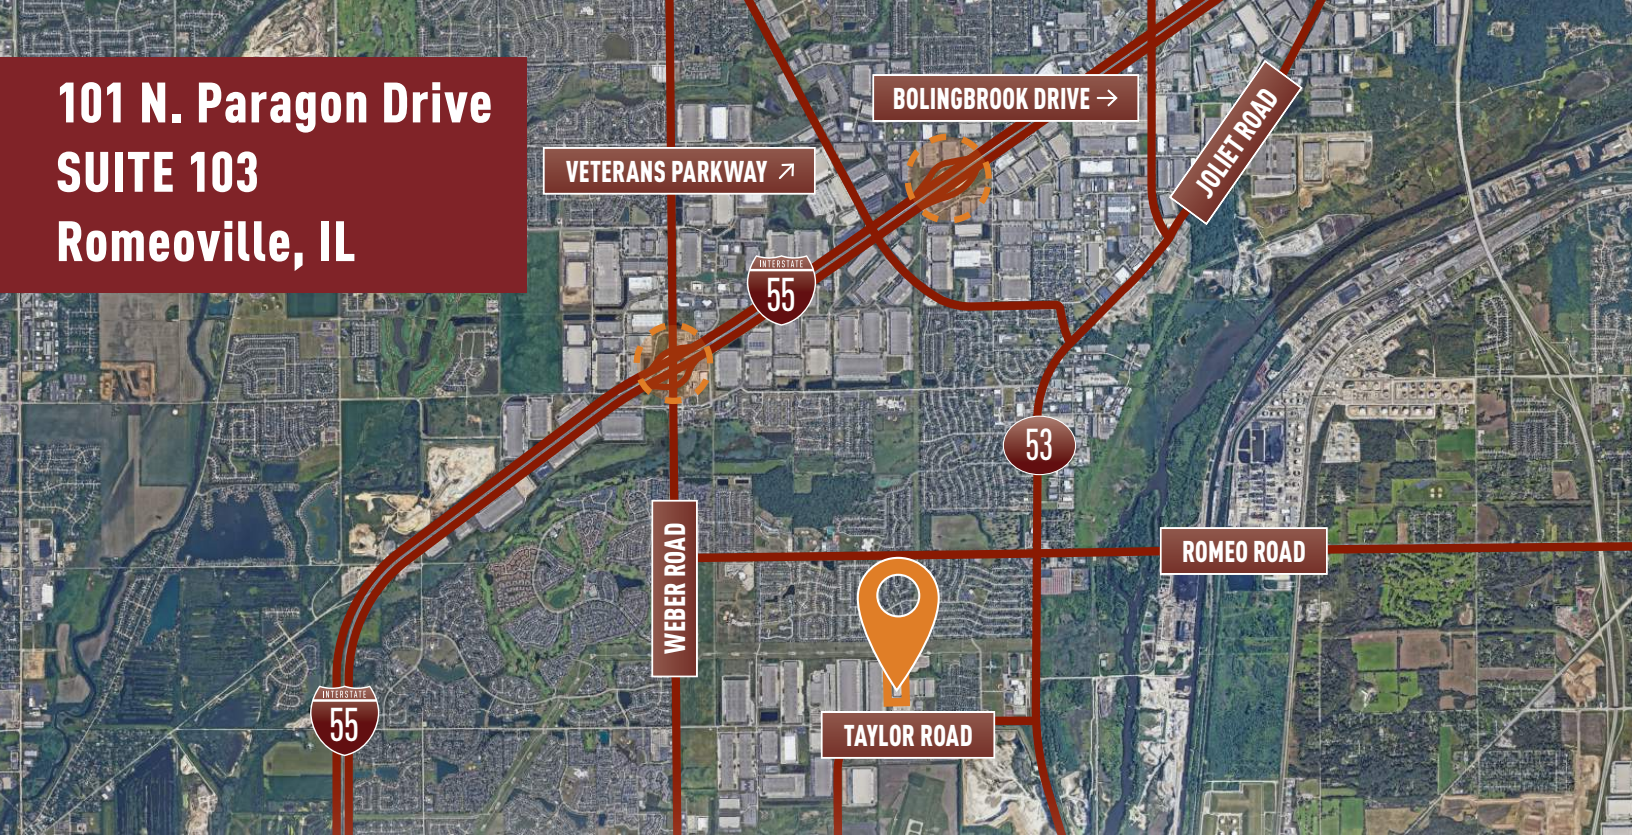 101 N. Paragon Drive
SUITE 103
Romeoville, IL
BOLINGBROOK DRIVE →
VETERANS PARKWAY ↗
JOLIET ROAD
INTERSTATE
55
53
WEBER ROAD
ROMEO ROAD
INTERSTATE
55
TAYLOR ROAD